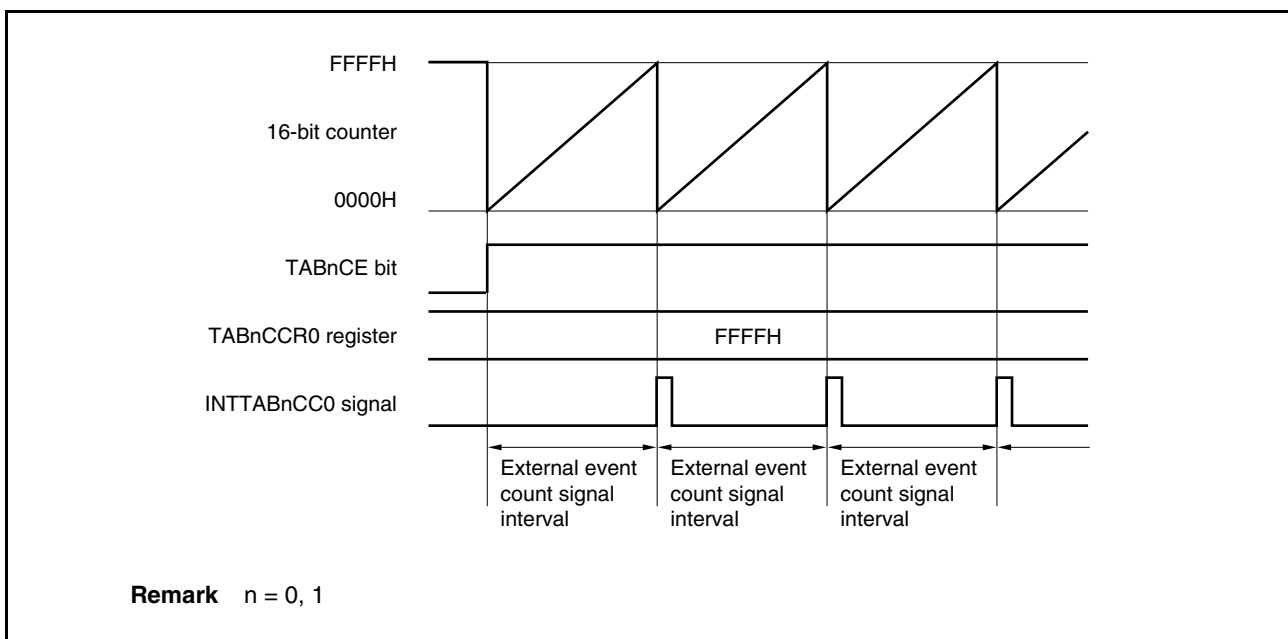 FFFFH
16-bit counter
0000H
TABnCE bit
TABnCCR0 register
FFFFH
INTTABnCC0 signal
External event
count signal
interval
External event
count signal
interval
External event
count signal
interval
Remark n = 0, 1